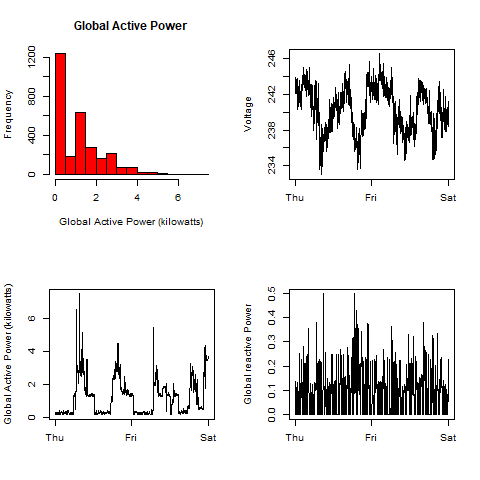 Global Active Power
Frequency
0 400 800 1200
0 2 4 6
Global Active Power (kilowatts)
Voltage
234 238 242 246
Thu Fri Sat
Global Active Power (kilowatts)
0 2 4 6
Thu Fri Sat
Global reactive Power
0.0 0.1 0.2 0.3 0.4 0.5
Thu Fri Sat